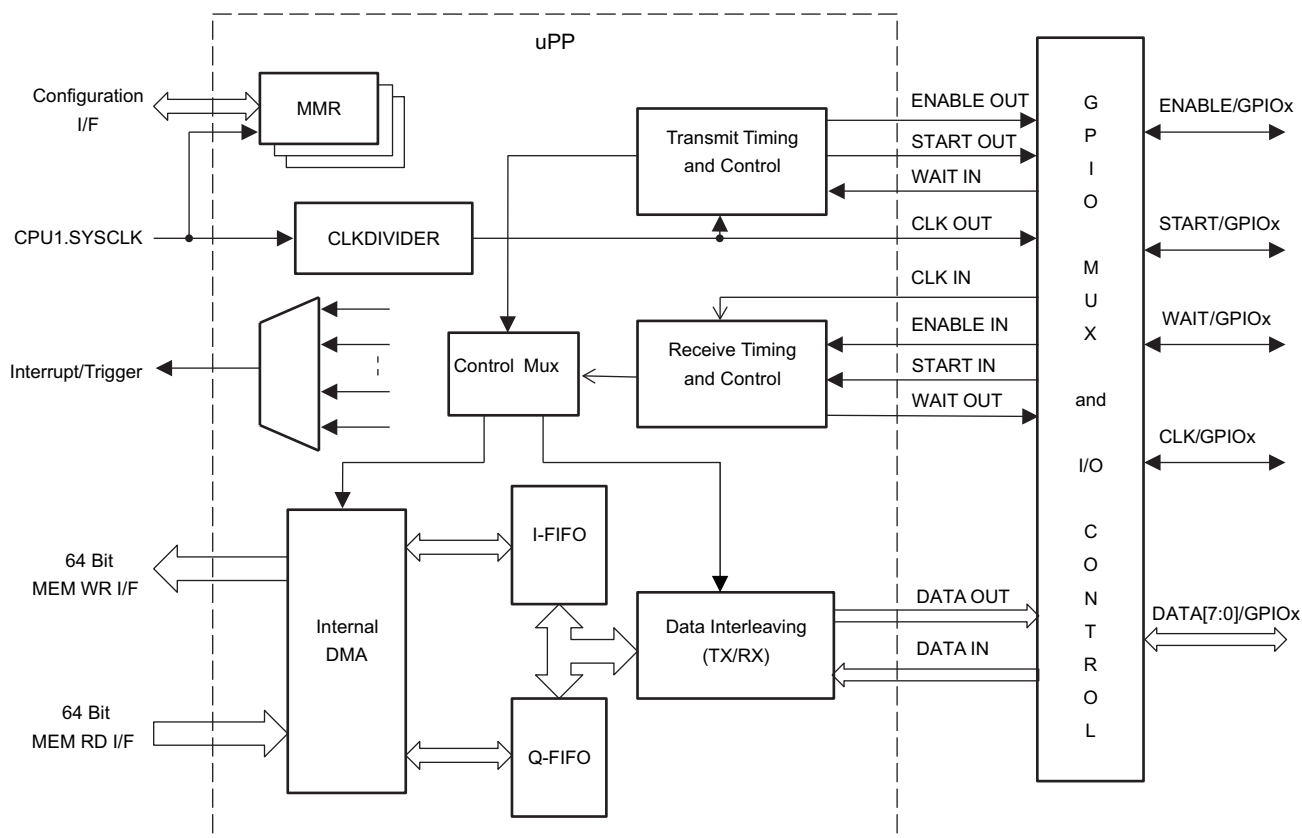 uPP
Configuration
I/F
MMR
CPU1.SYSCLK
CLKDIVIDER
Interrupt/Trigger
Transmit Timing
and Control
Control Mux
Receive Timing
and Control
ENABLE OUT
START OUT
WAIT IN
CLK OUT
CLK IN
ENABLE IN
START IN
WAIT OUT
64 Bit
MEM WR I/F
64 Bit
MEM RD I/F
Internal
DMA
I-FIFO
Q-FIFO
Data Interleaving
(TX/RX)
DATA OUT
DATA IN
G
P
I
O
M
U
X
and
I/O
C
O
N
T
R
O
L
ENABLE/GPIOx
START/GPIOx
WAIT/GPIOx
CLK/GPIOx
DATA[7:0]/GPIOx